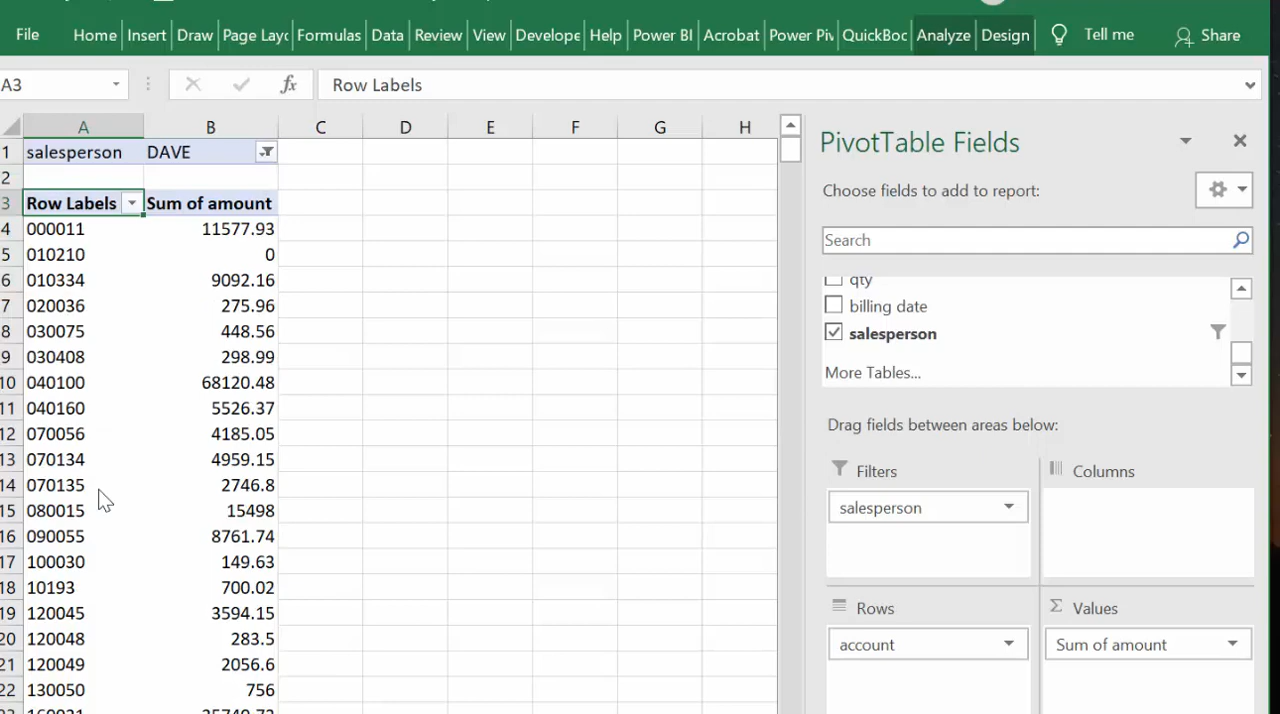 File Home Insert Draw Page Layc Formulas Data Review View Develope Help Power BI Acrobat Power Piv QuickBoc Analyze Design Tell me Share
A3 fx Row Labels
A B C D E F G H
1 salesperson DAVE
2
3 Row Labels Sum of amount
4 000011 11577.93
5 010210 0
6 010334 9092.16
7 020036 275.96
8 030075 448.56
9 030408 298.99
10 040100 68120.48
11 040160 5526.37
12 070056 4185.05
13 070134 4959.15
14 070135 2746.8
15 080015 15498
16 090055 8761.74
17 100030 149.63
18 10193 700.02
19 120045 3594.15
20 120048 283.5
21 120049 2056.6
22 130050 756
PivotTable Fields
Choose fields to add to report:
Search
qty
billing date
salesperson
More Tables...
Drag fields between areas below:
Filters Columns
salesperson
Rows Σ Values
account Sum of amount